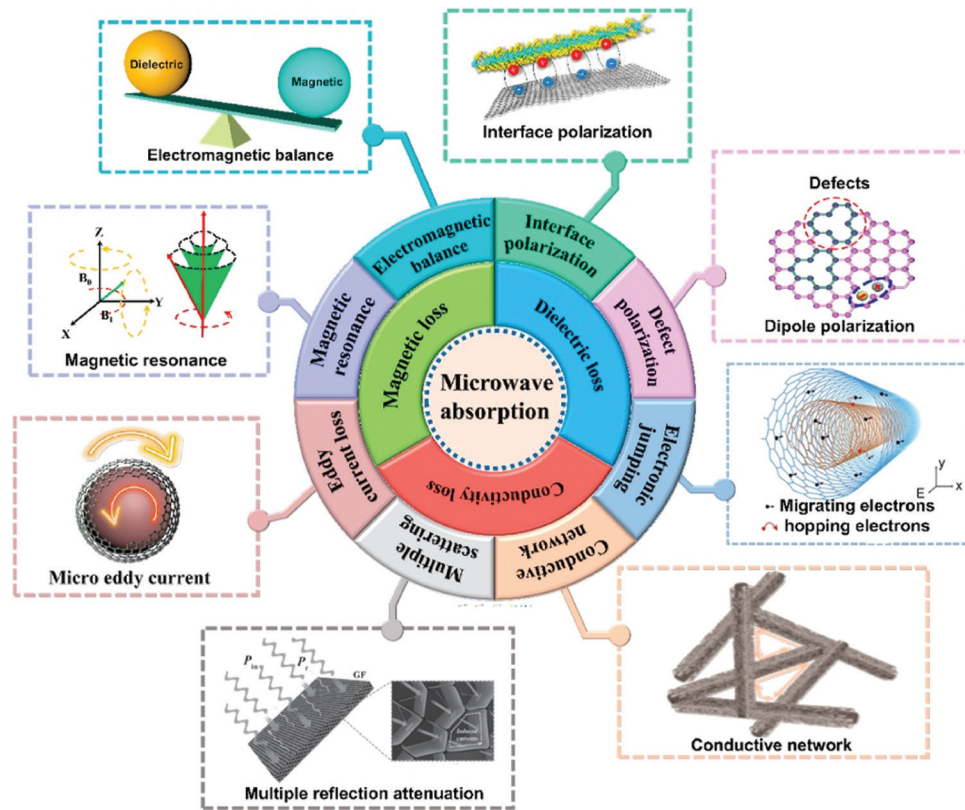 Dielectric
Magnetic
Electromagnetic balance
Interface polarization
Defects
Dipole polarization
Z
B0
Y
B1
X
Magnetic resonance
Electromagnetic
balance
Interface
polarization
Magnetic
resonance
Magnetic loss
Dielectric loss
Defect
polarization
Microwave
absorption
Eddy
current loss
Conductivity loss
Electronic
jumping
Multiple
scattering
Conductive
network
y
E
x
Migrating electrons
hopping electrons
Micro eddy current
Pin
Pr
GF
Induced
currents
Multiple reflection attenuation
Conductive network